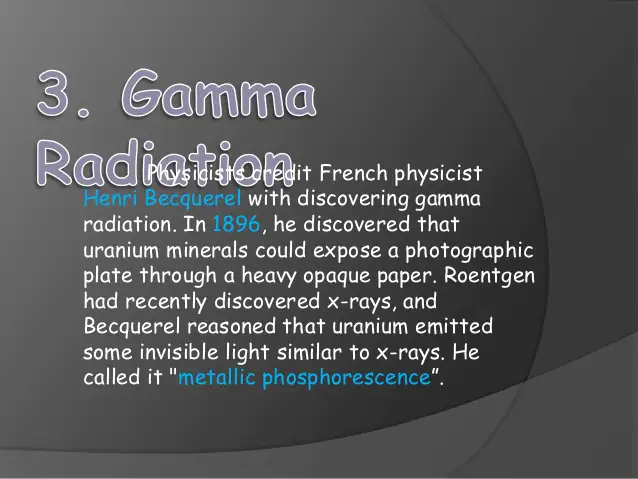 3. Gamma
Radiation
Physicists credit French physicist
Henri Becquerel with discovering gamma
radiation. In 1896, he discovered that
uranium minerals could expose a photographic
plate through a heavy opaque paper. Roentgen
had recently discovered x-rays, and
Becquerel reasoned that uranium emitted
some invisible light similar to x-rays. He
called it "metallic phosphorescence”.